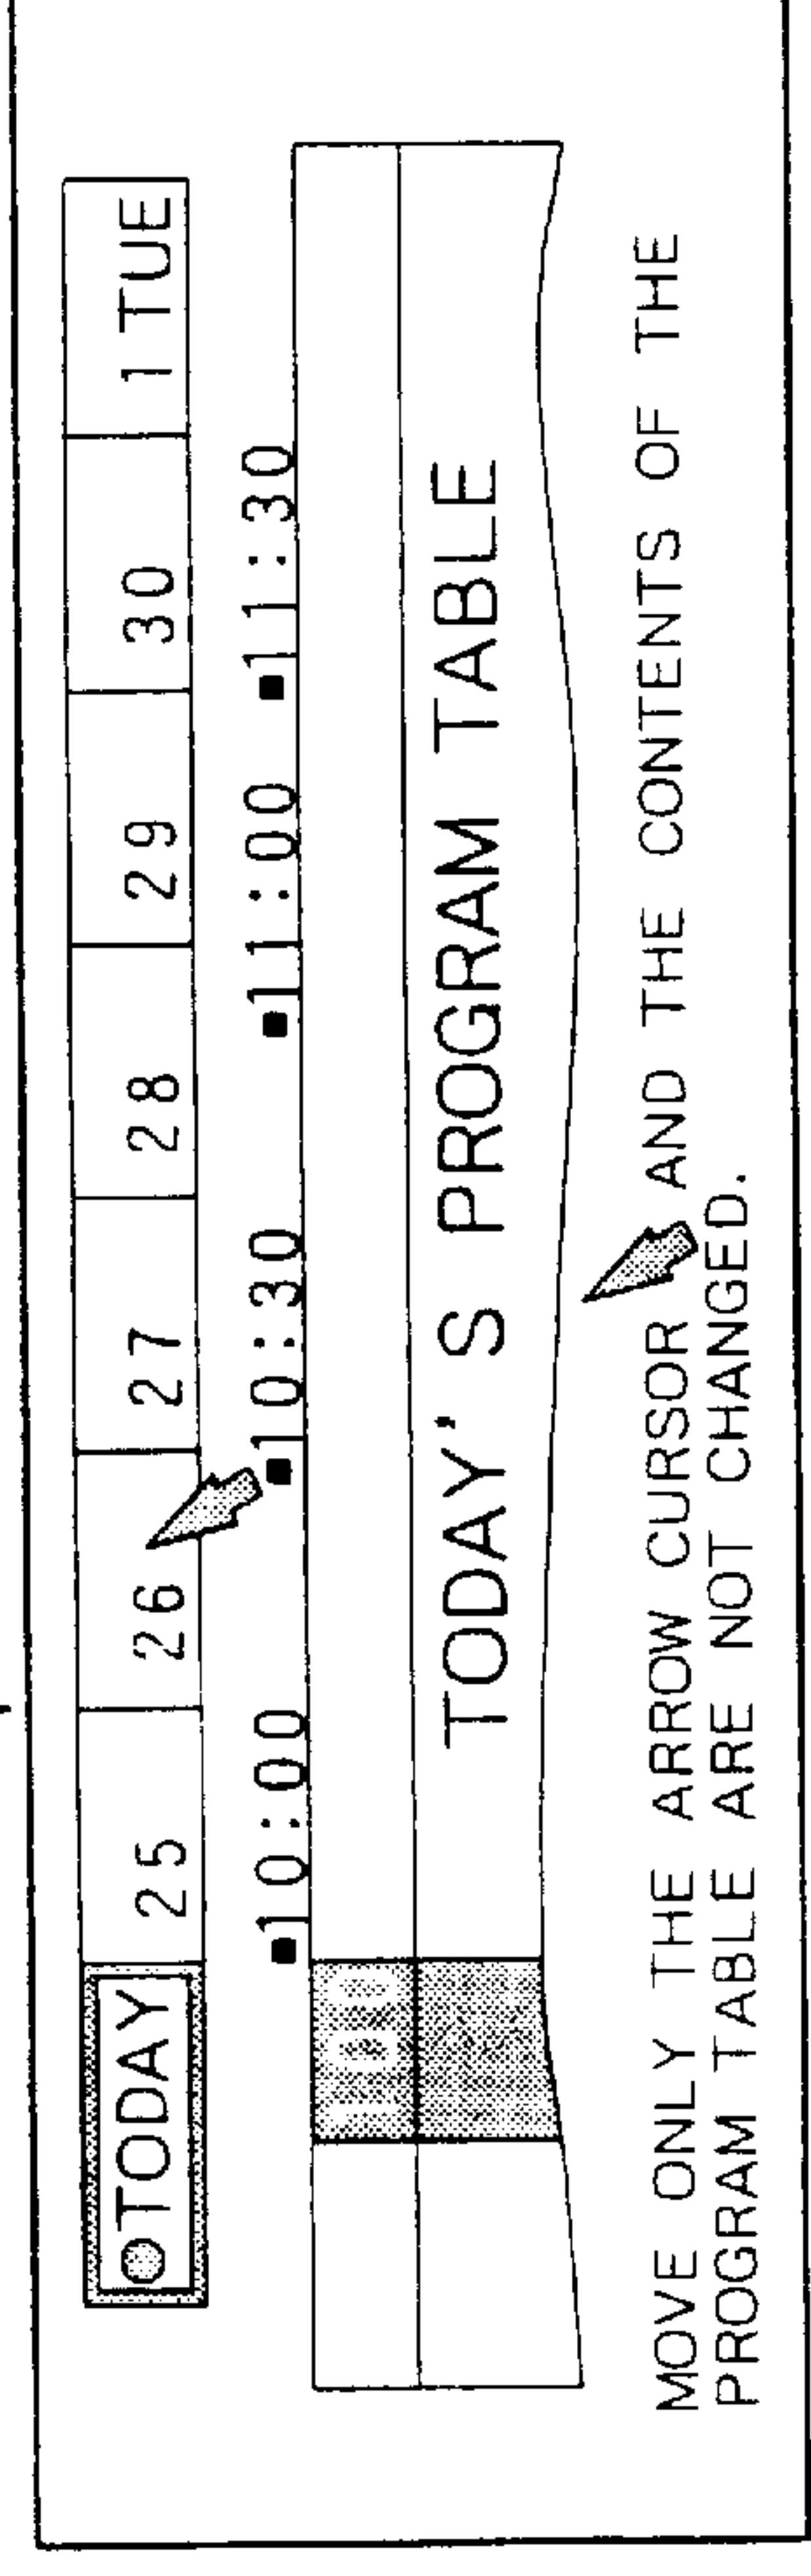 TODAY 25 26 27 28 29 30 1 TUE
10:00 10:30 11:00 11:30
TODAY'S PROGRAM TABLE
MOVE ONLY THE ARROW CURSOR AND THE CONTENTS OF THE
PROGRAM TABLE ARE NOT CHANGED.